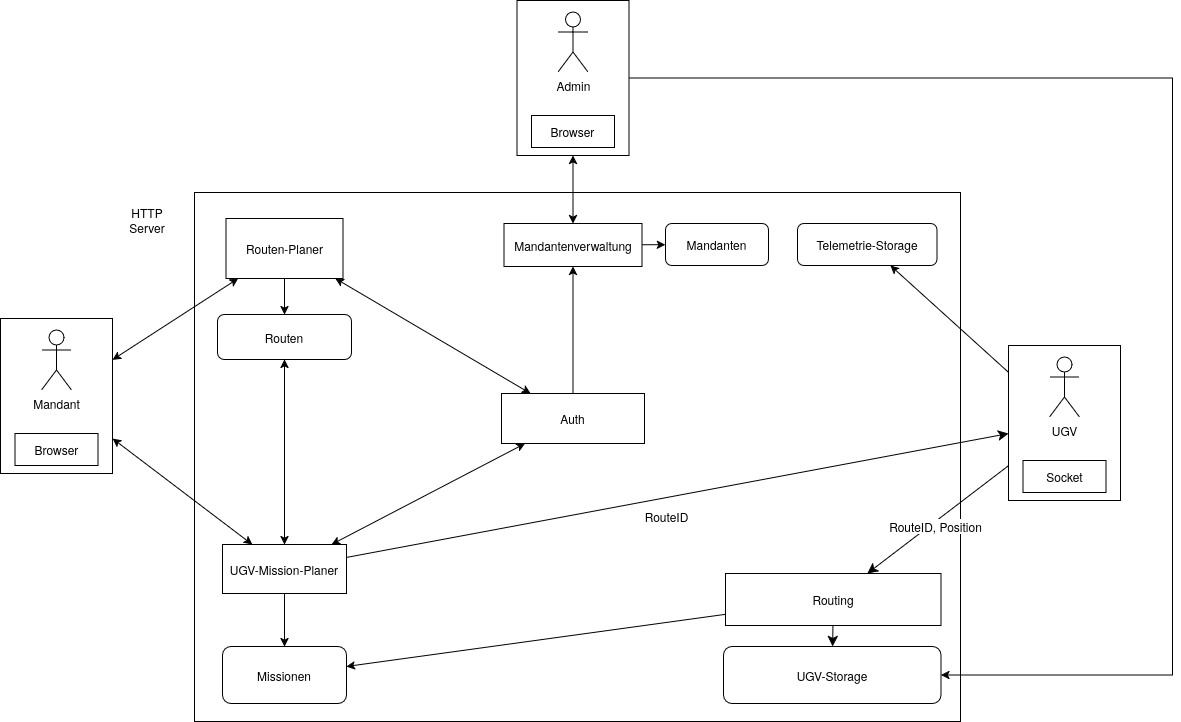 Admin
Browser
HTTP
Server
Routen-Planer
Mandantenverwaltung
Mandanten
Telemetrie-Storage
Routen
Mandant
Browser
Auth
UGV
Socket
RouteID
RouteID, Position
UGV-Mission-Planer
Routing
Missionen
UGV-Storage